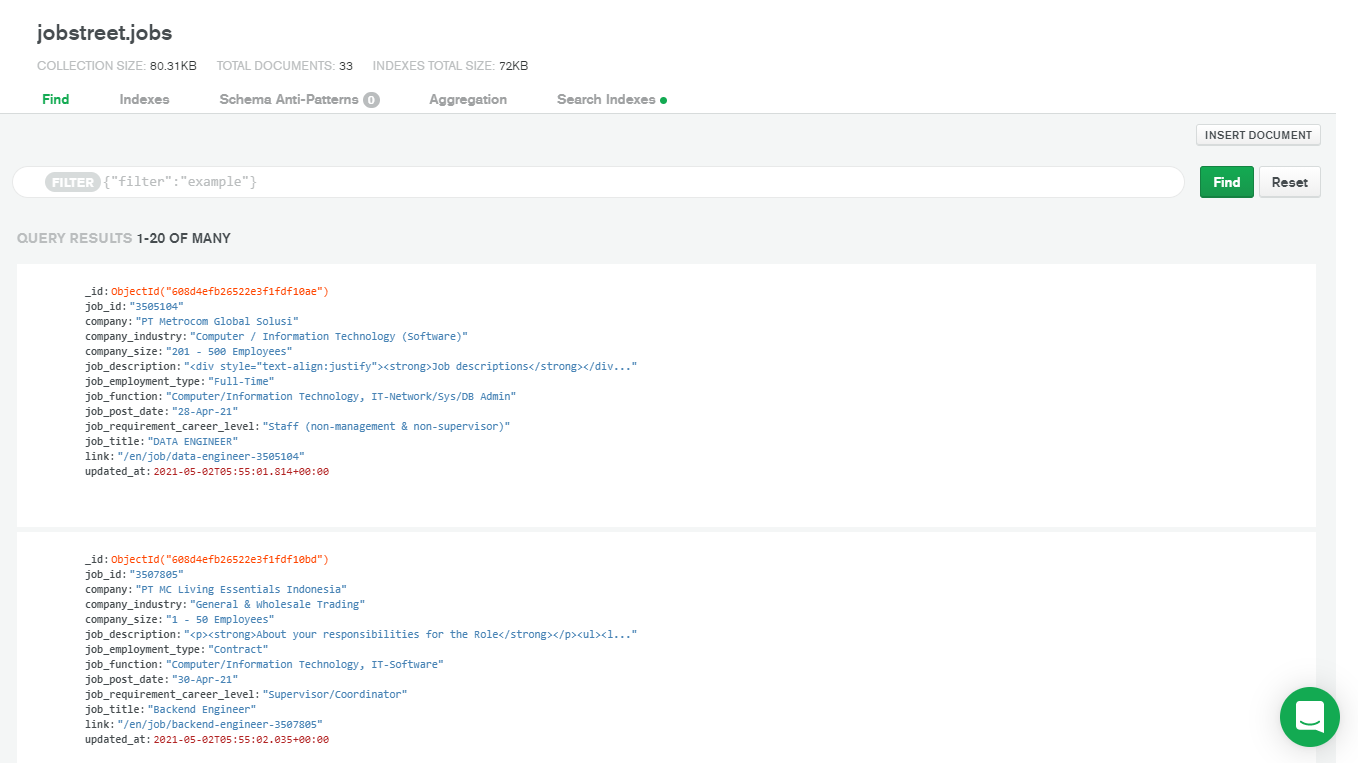 jobstreet.jobs
COLLECTION SIZE: 80.31KB TOTAL DOCUMENTS: 33 INDEXES TOTAL SIZE: 72KB
Find Indexes Schema Anti-Patterns 0 Aggregation Search Indexes
INSERT DOCUMENT
FILTER {"filter":"example"} Find Reset
QUERY RESULTS 1-20 OF MANY
_id: ObjectId("608d4efb26522e3f1fdf10ae")
job_id: "3505104"
company: "PT Metrocom Global Solusi"
company_industry: "Computer / Information Technology (Software)"
company_size: "201 - 500 Employees"
job_description: "<div style="text-align:justify"><strong>Job descriptions</strong></div..."
job_employment_type: "Full-Time"
job_function: "Computer/Information Technology, IT-Network/Sys/DB Admin"
job_post_date: "28-Apr-21"
job_requirement_career_level: "Staff (non-management & non-supervisor)"
job_title: "DATA ENGINEER"
link: "/en/job/data-engineer-3505104"
updated_at: 2021-05-02T05:55:01.814+00:00
_id: ObjectId("608d4efb26522e3f1fdf10bd")
job_id: "3507805"
company: "PT MC Living Essentials Indonesia"
company_industry: "General & Wholesale Trading"
company_size: "1 - 50 Employees"
job_description: "<p><strong>About your responsibilities for the Role</strong></p><ul><l..."
job_employment_type: "Contract"
job_function: "Computer/Information Technology, IT-Software"
job_post_date: "30-Apr-21"
job_requirement_career_level: "Supervisor/Coordinator"
job_title: "Backend Engineer"
link: "/en/job/backend-engineer-3507805"
updated_at: 2021-05-02T05:55:02.035+00:00